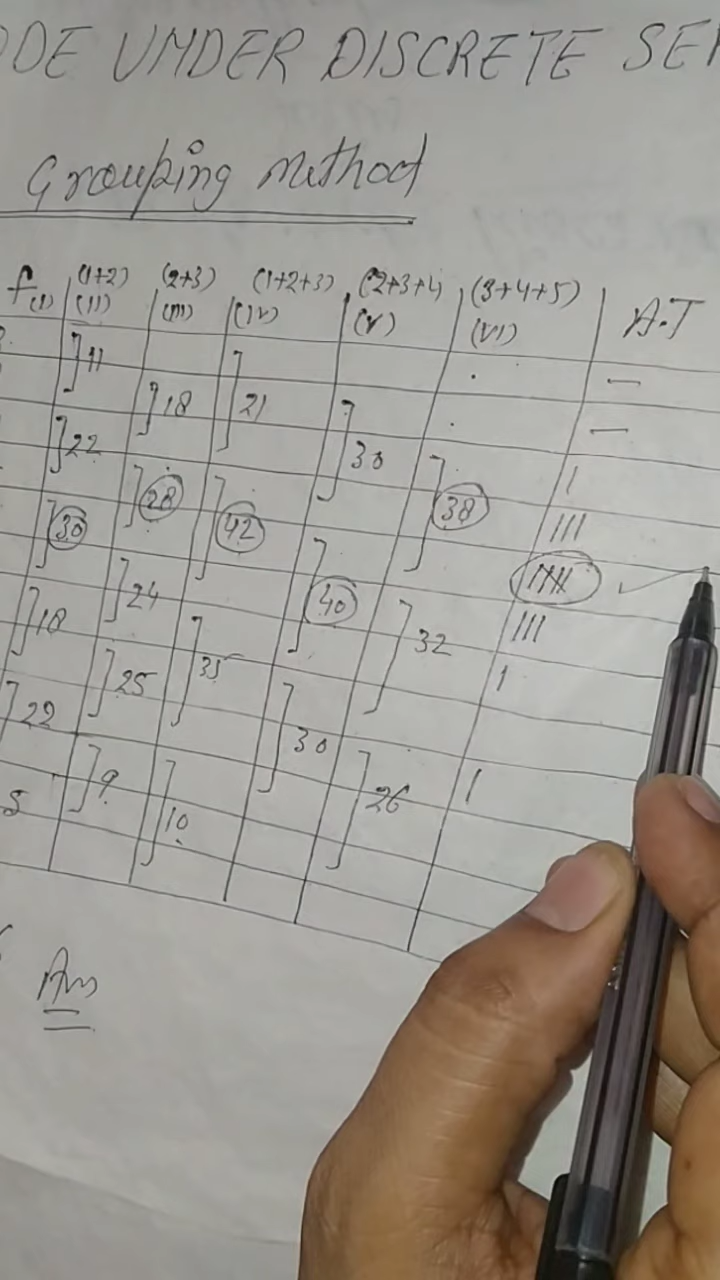 ODE UNDER DISCRETE SER
Grouping Method
f (1+2) (2+3) (1+2+3) (2+3+4) (3+4+5) A.T
(I) (II) (III) (IV) (V) (VI)
11 -
18 21 -
22 30 |
28 38 |||
30 42 ||||
24 40 |||
18 32 |
25 35
22 30 |
9 26
5 10
Ans